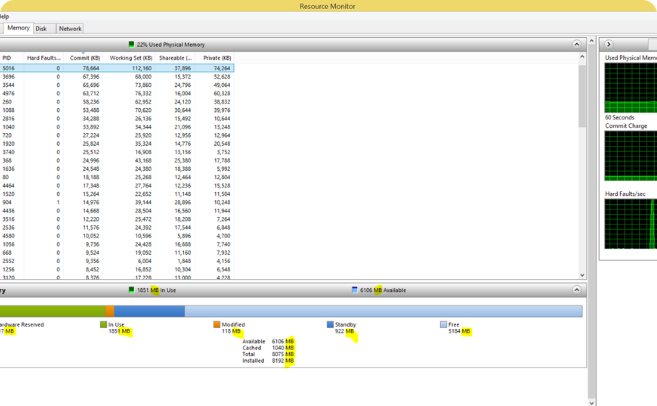 Resource Monitor
Help
Memory Disk Network
22% Used Physical Memory
PID Hard Faults... Commit (KB) Working Set (KB) Shareable (... Private (KB)
5016 0 78,664 112,160 37,896 74,264
3696 0 67,396 68,000 15,372 52,628
3544 0 65,696 73,860 24,796 49,064
4976 0 63,712 76,332 16,004 60,328
260 0 58,236 62,952 24,120 38,832
1088 0 53,488 70,620 30,644 39,976
2816 0 34,288 26,136 15,492 10,644
1040 0 33,892 34,344 21,096 13,248
720 0 27,224 25,920 12,956 12,964
1920 0 25,824 35,324 14,776 20,548
3740 0 25,512 16,908 13,156 3,752
368 0 24,996 43,168 25,380 17,788
1636 0 24,548 24,380 18,388 5,992
80 0 18,188 25,268 12,464 12,804
4464 0 17,348 27,764 12,236 15,528
1520 0 15,264 22,652 11,148 11,504
904 1 14,976 39,144 28,896 10,248
4436 0 14,668 28,504 16,560 11,944
3516 0 12,220 25,472 18,208 7,264
2536 0 11,576 24,392 17,544 6,848
4580 0 10,052 10,596 5,896 4,700
1056 0 9,736 24,428 16,688 7,740
668 0 9,524 19,092 11,160 7,932
2552 0 9,356 6,004 1,848 4,156
1256 0 8,452 16,852 10,304 6,548
3120 0 8,376 17,228 13,000 4,228
1851 MB In Use 6106 MB Available
Hardware Reserved In Use Modified Standby Free
MB 1851 MB 118 MB 922 MB 5184 MB
Available 6106 MB
Cached 1040 MB
Total 8075 MB
Installed 8192 MB
Used Physical Mem
60 Seconds
Commit Charge
Hard Faults/sec